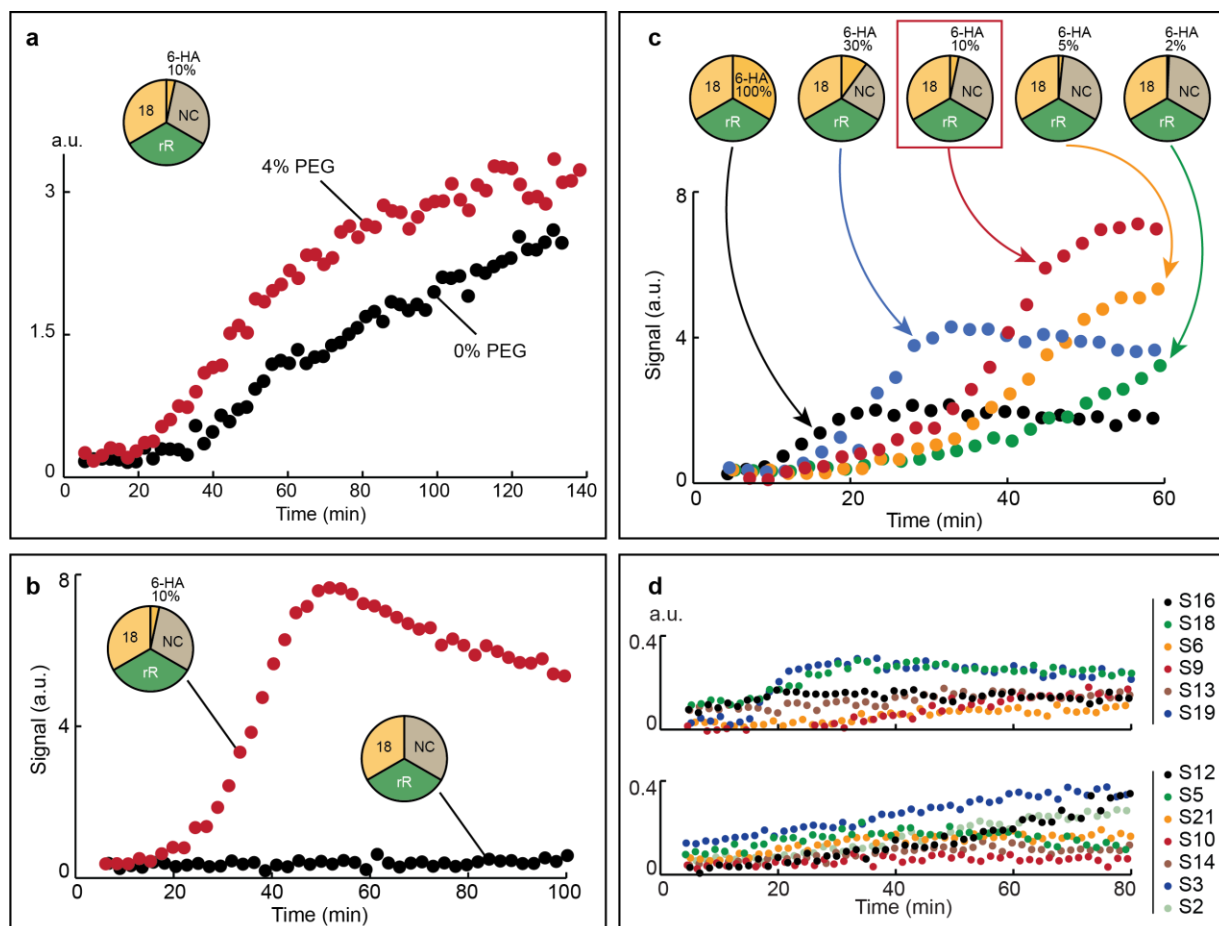 a
6-HA
10%
18
NC
rR
a.u.
4% PEG
0% PEG
3
1.5
0
0 20 40 60 80 100 120 140
Time (min)
b
6-HA
10%
18
NC
rR
18
NC
rR
Signal (a.u.)
8
4
0
0 20 40 60 80 100
Time (min)
c
6-HA
100%
18
rR
6-HA
30%
18
NC
rR
6-HA
10%
18
NC
rR
6-HA
5%
18
NC
rR
6-HA
2%
18
NC
rR
Signal (a.u.)
8
4
0
0 20 40 60
Time (min)
d
a.u.
0.4
0
S16
S18
S6
S9
S13
S19
0.4
0
0 20 40 60 80
Time (min)
S12
S5
S21
S10
S14
S3
S2